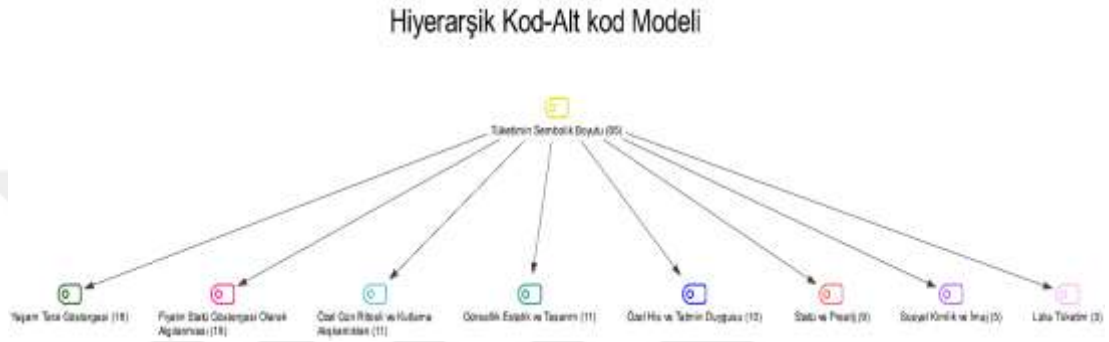 Hiyerarşik Kod-Alt kod Modeli
Tüketimin Sembolik Boyutu (85)
Yaşam Tarzı Göstergesi (18)
Fiyatın Statü Göstergesi Olarak
Algılanması (18)
Özel Gün Ritüeli ve Kutlama
Alışkanlıkları (11)
Görsellik Estetik ve Tasarım (11)
Özel His ve Tatmin Duygusu (10)
Statü ve Prestij (9)
Sosyal Kimlik ve İmaj (5)
Lüks Tüketim (3)